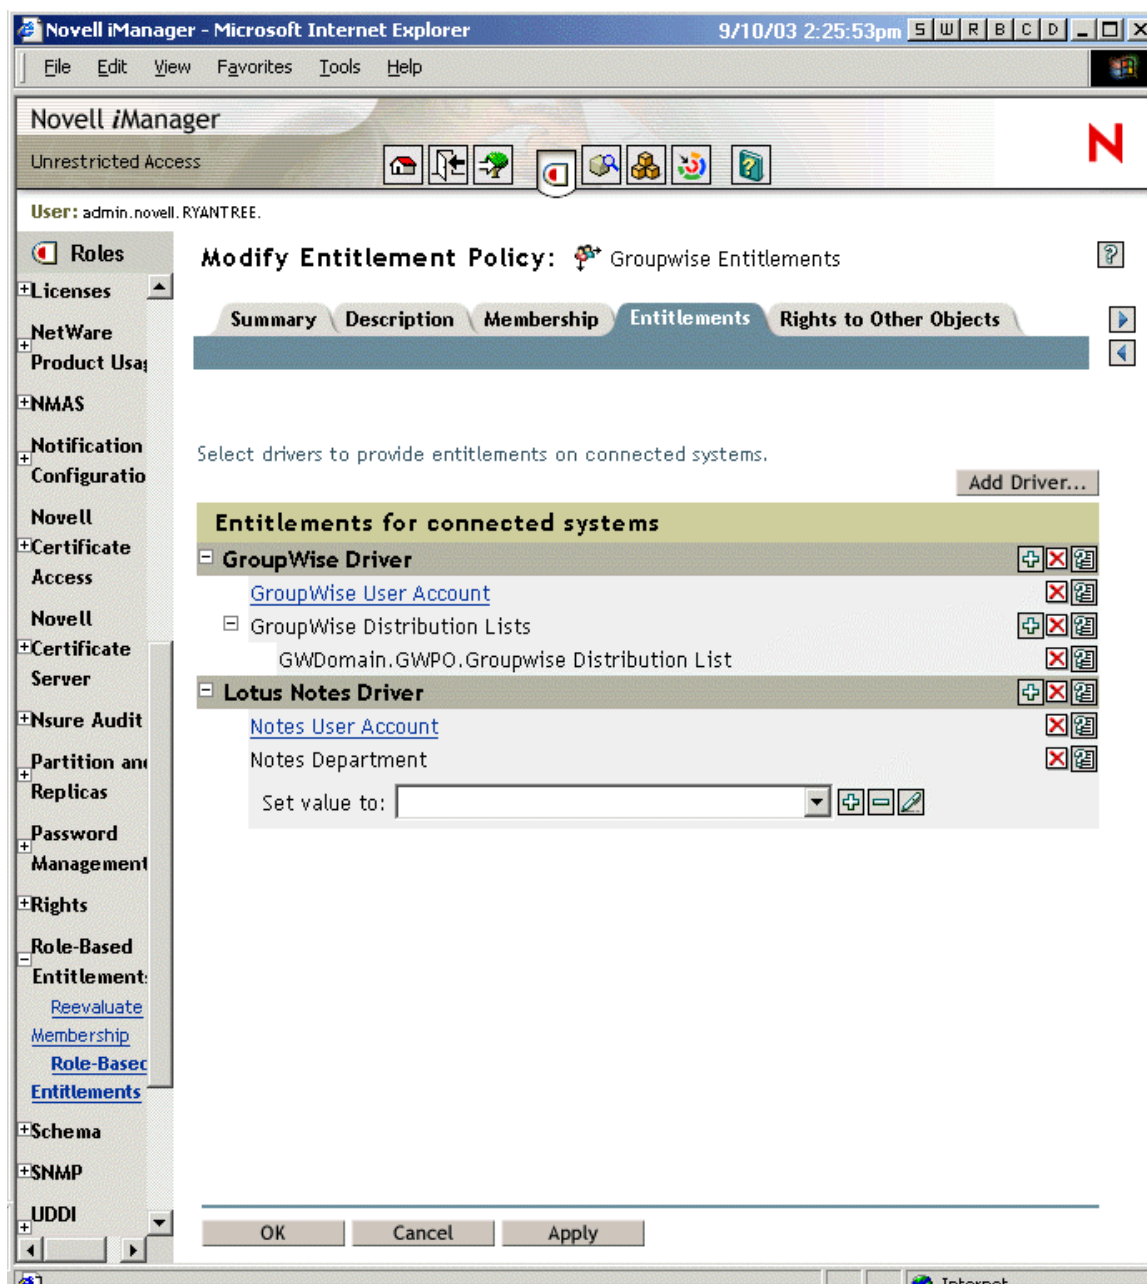 Novell iManager - Microsoft Internet Explorer 9/10/03 2:25:53pm S W R B C D
File Edit View Favorites Tools Help
Novell iManager
N
Unrestricted Access
User: admin.novell.RYANTREE.
Roles
Licenses
NetWare
Product Usag
NMAS
Notification
Configuratio
Novell
Certificate
Access
Novell
Certificate
Server
Nsure Audit
Partition and
Replicas
Password
Management
Rights
Role-Based
Entitlements
Reevaluate
Membership
Role-Based
Entitlements
Schema
SNMP
UDDI
Modify Entitlement Policy: Groupwise Entitlements
Summary Description Membership Entitlements Rights to Other Objects
Select drivers to provide entitlements on connected systems.
Add Driver...
Entitlements for connected systems
GroupWise Driver
GroupWise User Account
GroupWise Distribution Lists
GWDomain.GWPO.Groupwise Distribution List
Lotus Notes Driver
Notes User Account
Notes Department
Set value to:
OK Cancel Apply
Internet